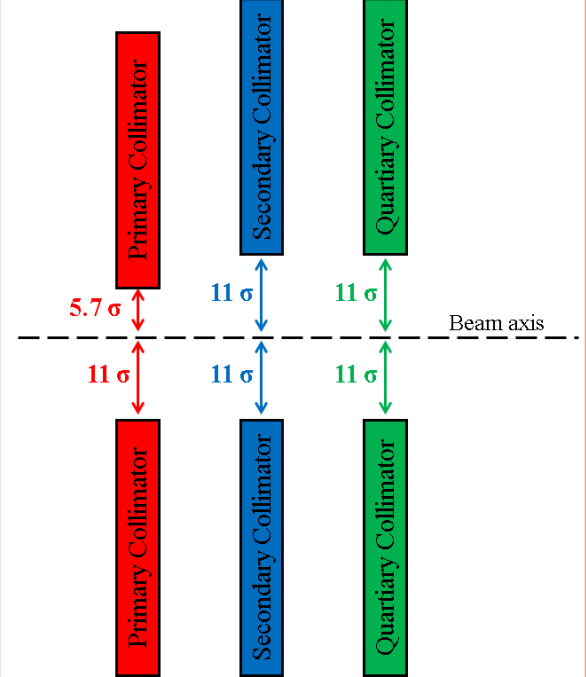 Primary Collimator
Secondary Collimator
Quartiary Collimator
5.7 σ
11 σ
11 σ
Beam axis
11 σ
11 σ
11 σ
Primary Collimator
Secondary Collimator
Quartiary Collimator